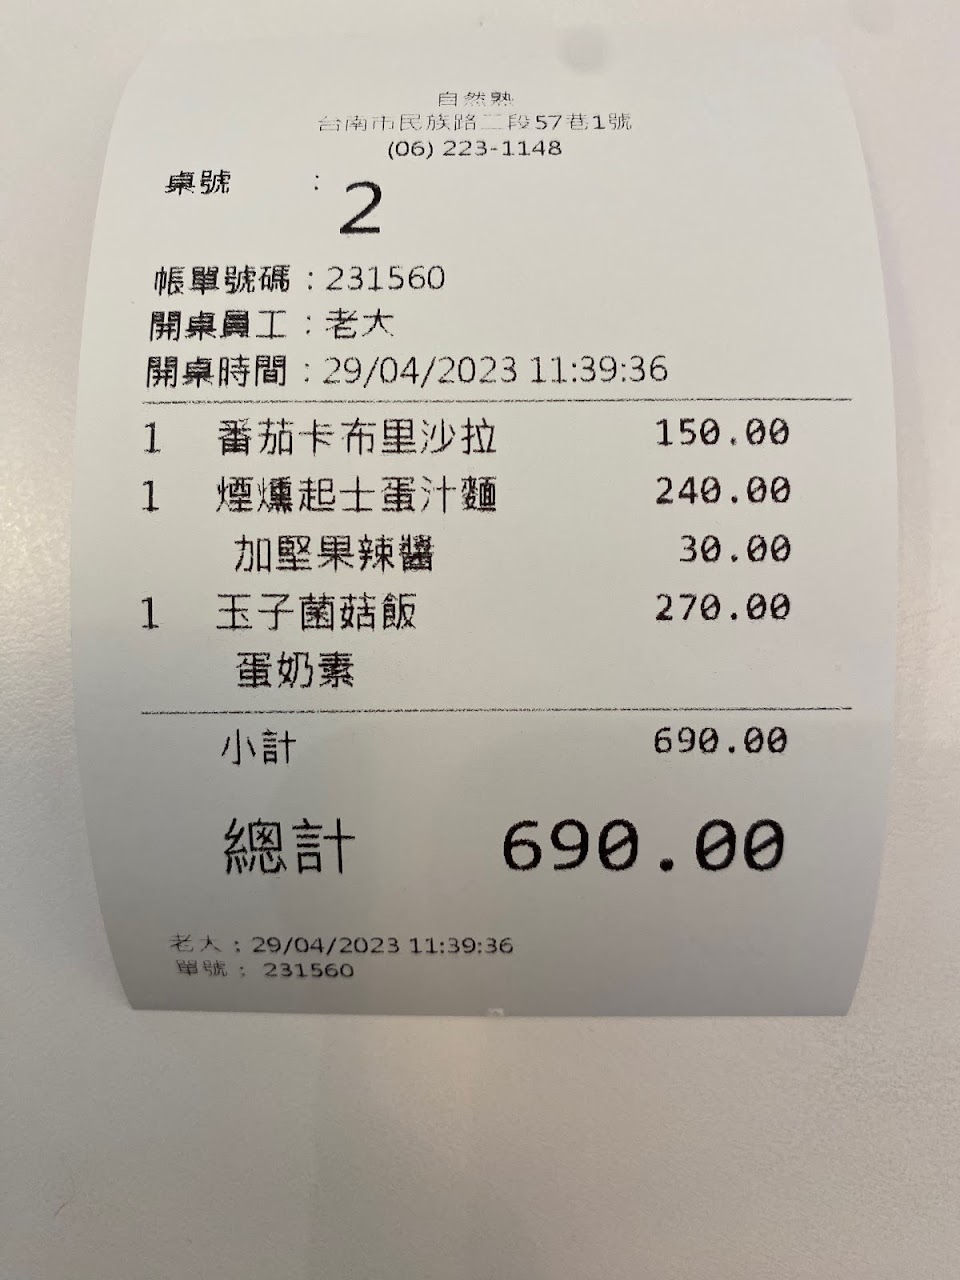 自然熟
台南市民族路二段57巷1號
(06) 223-1148
桌號 : 2
帳單號碼 : 231560
開桌員工 : 老大
開桌時間 : 29/04/2023 11:39:36
1 番茄卡布里沙拉 150.00
1 煙燻起士蛋汁麵 240.00
加堅果辣醬 30.00
1 玉子菌菇飯 270.00
蛋奶素
小計 690.00
總計 690.00
老大 : 29/04/2023 11:39:36
單號 : 231560